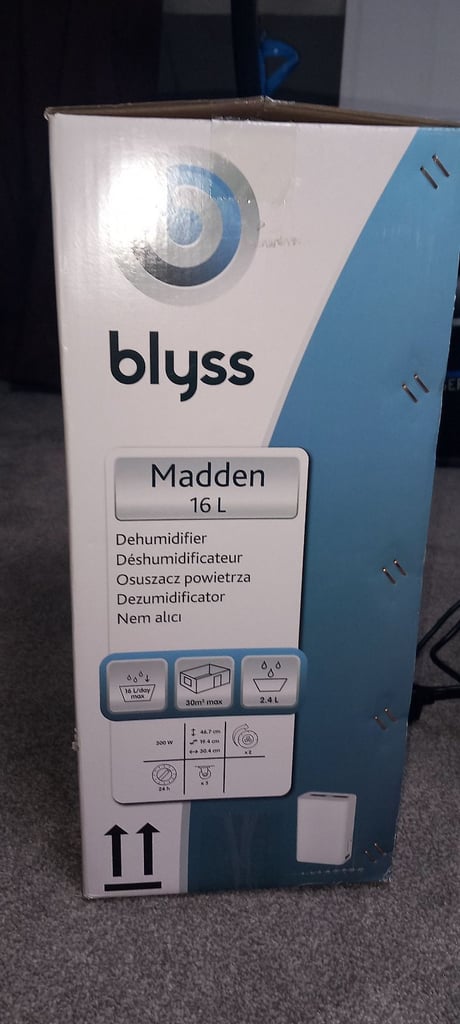 blyss
Madden
16 L
Dehumidifier
Déshumidificateur
Osuszacz powietrza
Dezumidificator
Nem alıcı
16 L/day
max
30m² max
2.4 L
300 W
46.7 cm
19.4 cm
30.4 cm
x 2
24 h